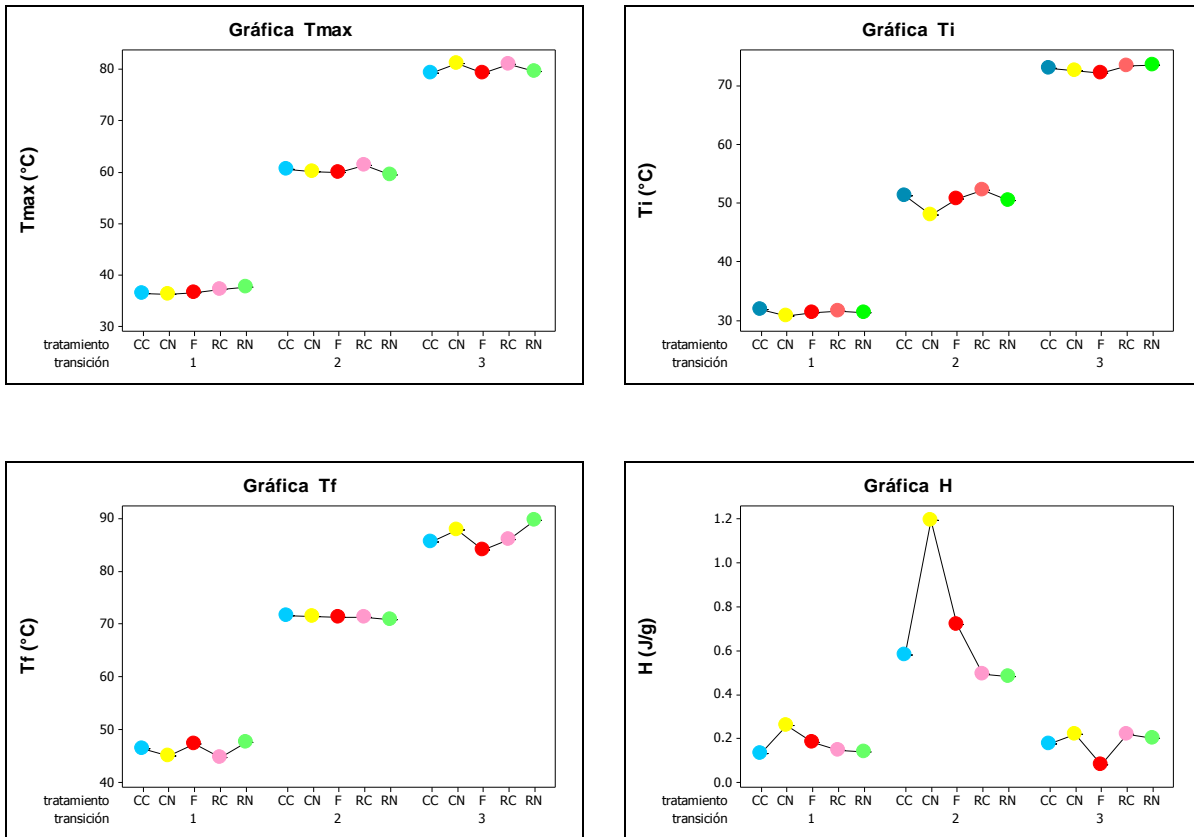 Gráfica Tmax
Tmax (°C)
80
70
60
50
40
30
tratamiento CC CN F RC RN CC CN F RC RN CC CN F RC RN
transición 1 2 3
Gráfica Ti
Ti (°C)
70
60
50
40
30
tratamiento CC CN F RC RN CC CN F RC RN CC CN F RC RN
transición 1 2 3
Gráfica Tf
Tf (°C)
90
80
70
60
50
40
tratamiento CC CN F RC RN CC CN F RC RN CC CN F RC RN
transición 1 2 3
Gráfica H
H (J/g)
1.2
1.0
0.8
0.6
0.4
0.2
0.0
tratamiento CC CN F RC RN CC CN F RC RN CC CN F RC RN
transición 1 2 3